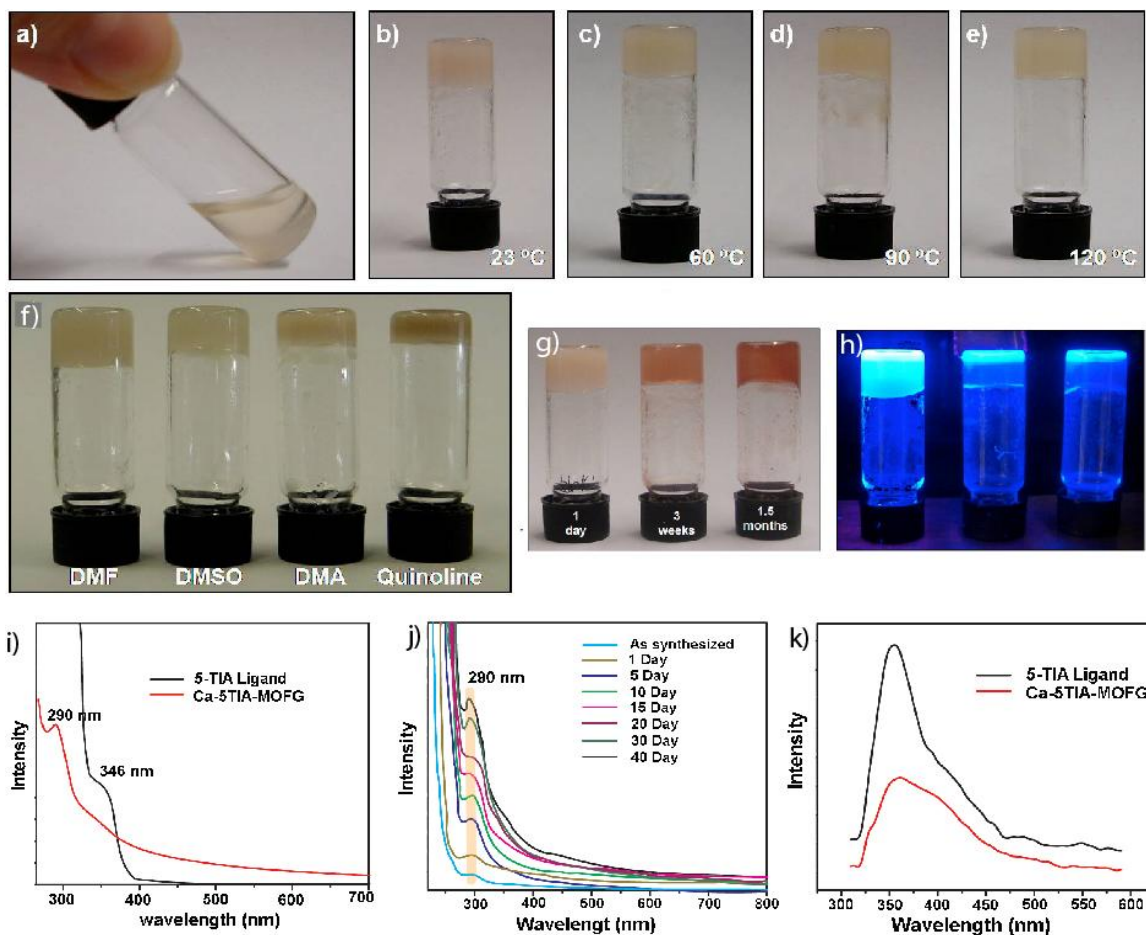 a)
b)
c)
d)
e)
23 ºC
60 ºC
90 ºC
120 ºC
f)
g)
h)
1
day
3
weeks
1.5
months
DMF
DMSO
DMA
Quinoline
i)
5-TIA Ligand
Ca-5TIA-MOFG
290 nm
346 nm
Intensity
300
400
500
600
700
wavelength (nm)
j)
290 nm
As synthesized
1 Day
5 Day
10 Day
15 Day
20 Day
30 Day
40 Day
Intensity
300
400
500
600
700
800
Wavelengt (nm)
k)
5-TIA Ligand
Ca-5TIA-MOFG
Intensity
300
350
400
450
500
550
600
Wavelength (nm)